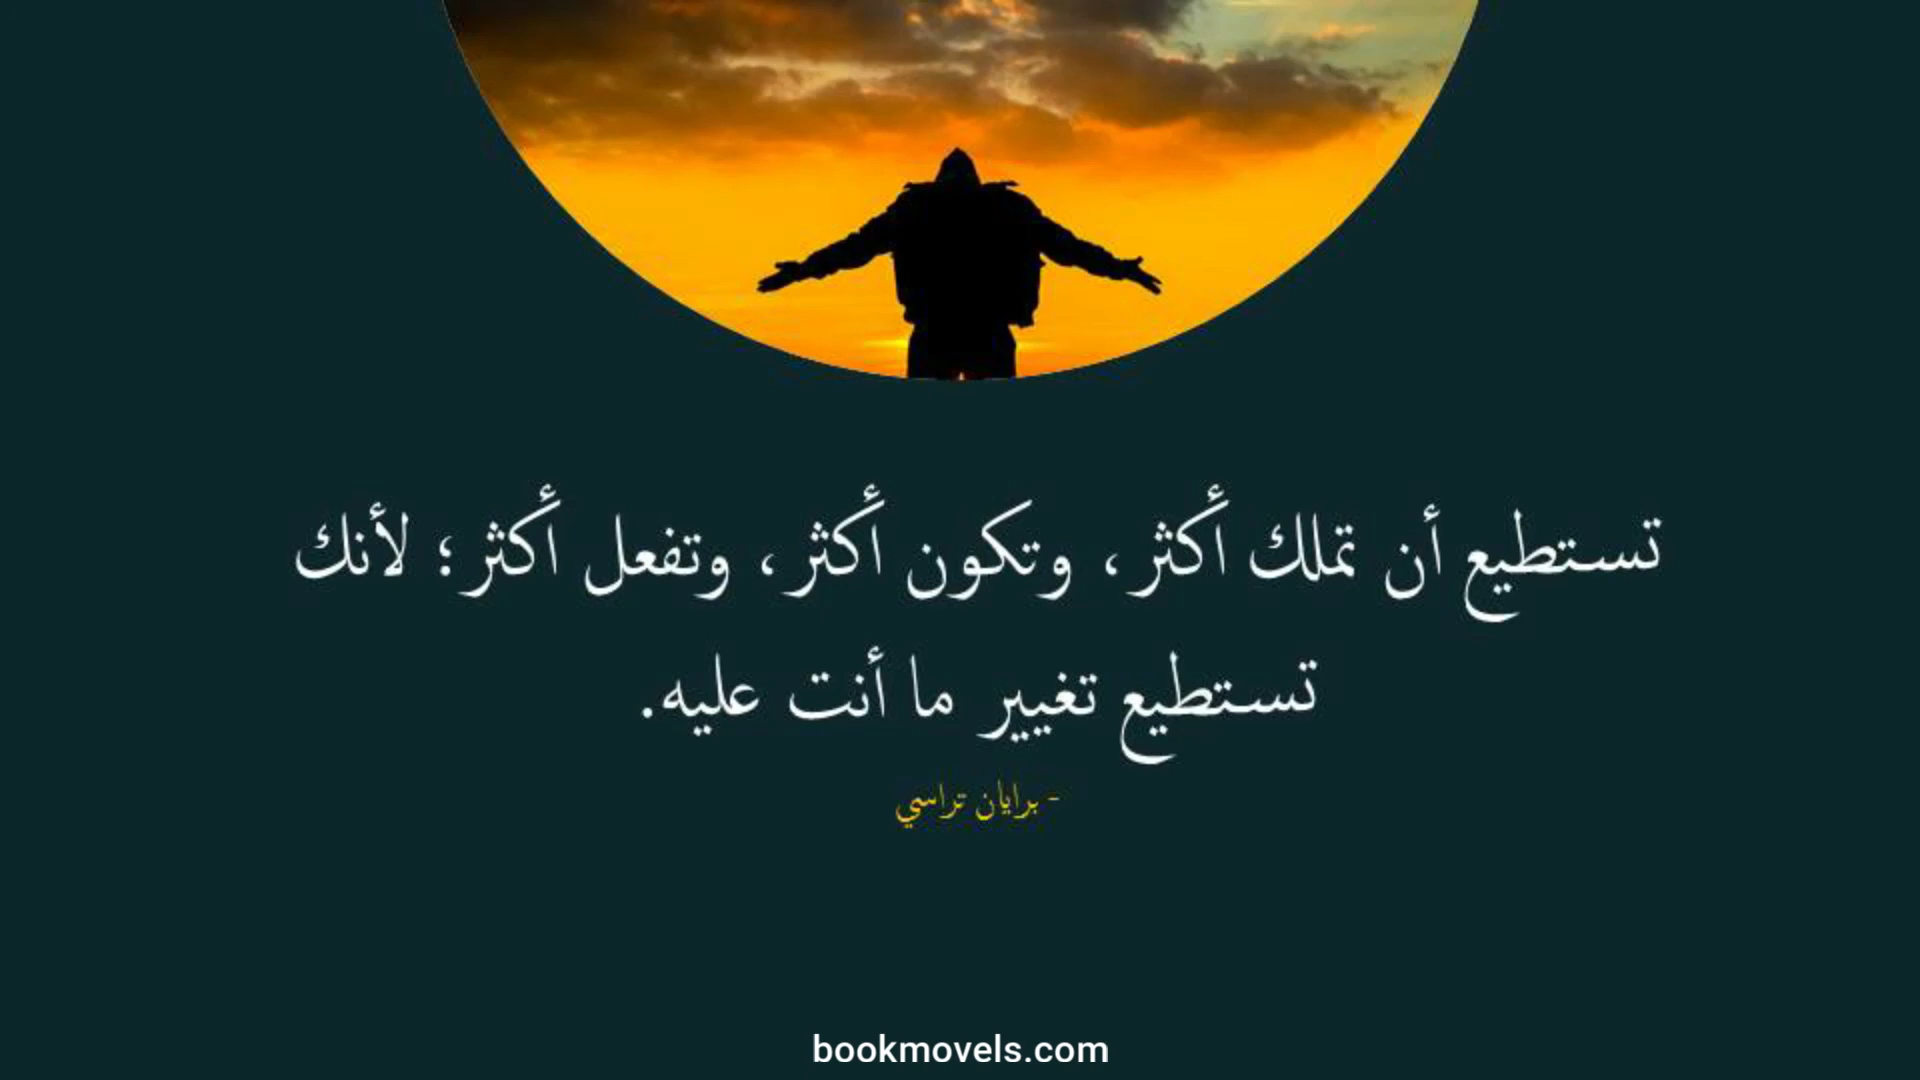 تستطيع أن تملك أكثر، وتكون أكثر، وتفعل أكثر؛ لأنك
تستطيع تغيير ما أنت عليه.
- برايان تراسي
bookmovels.com